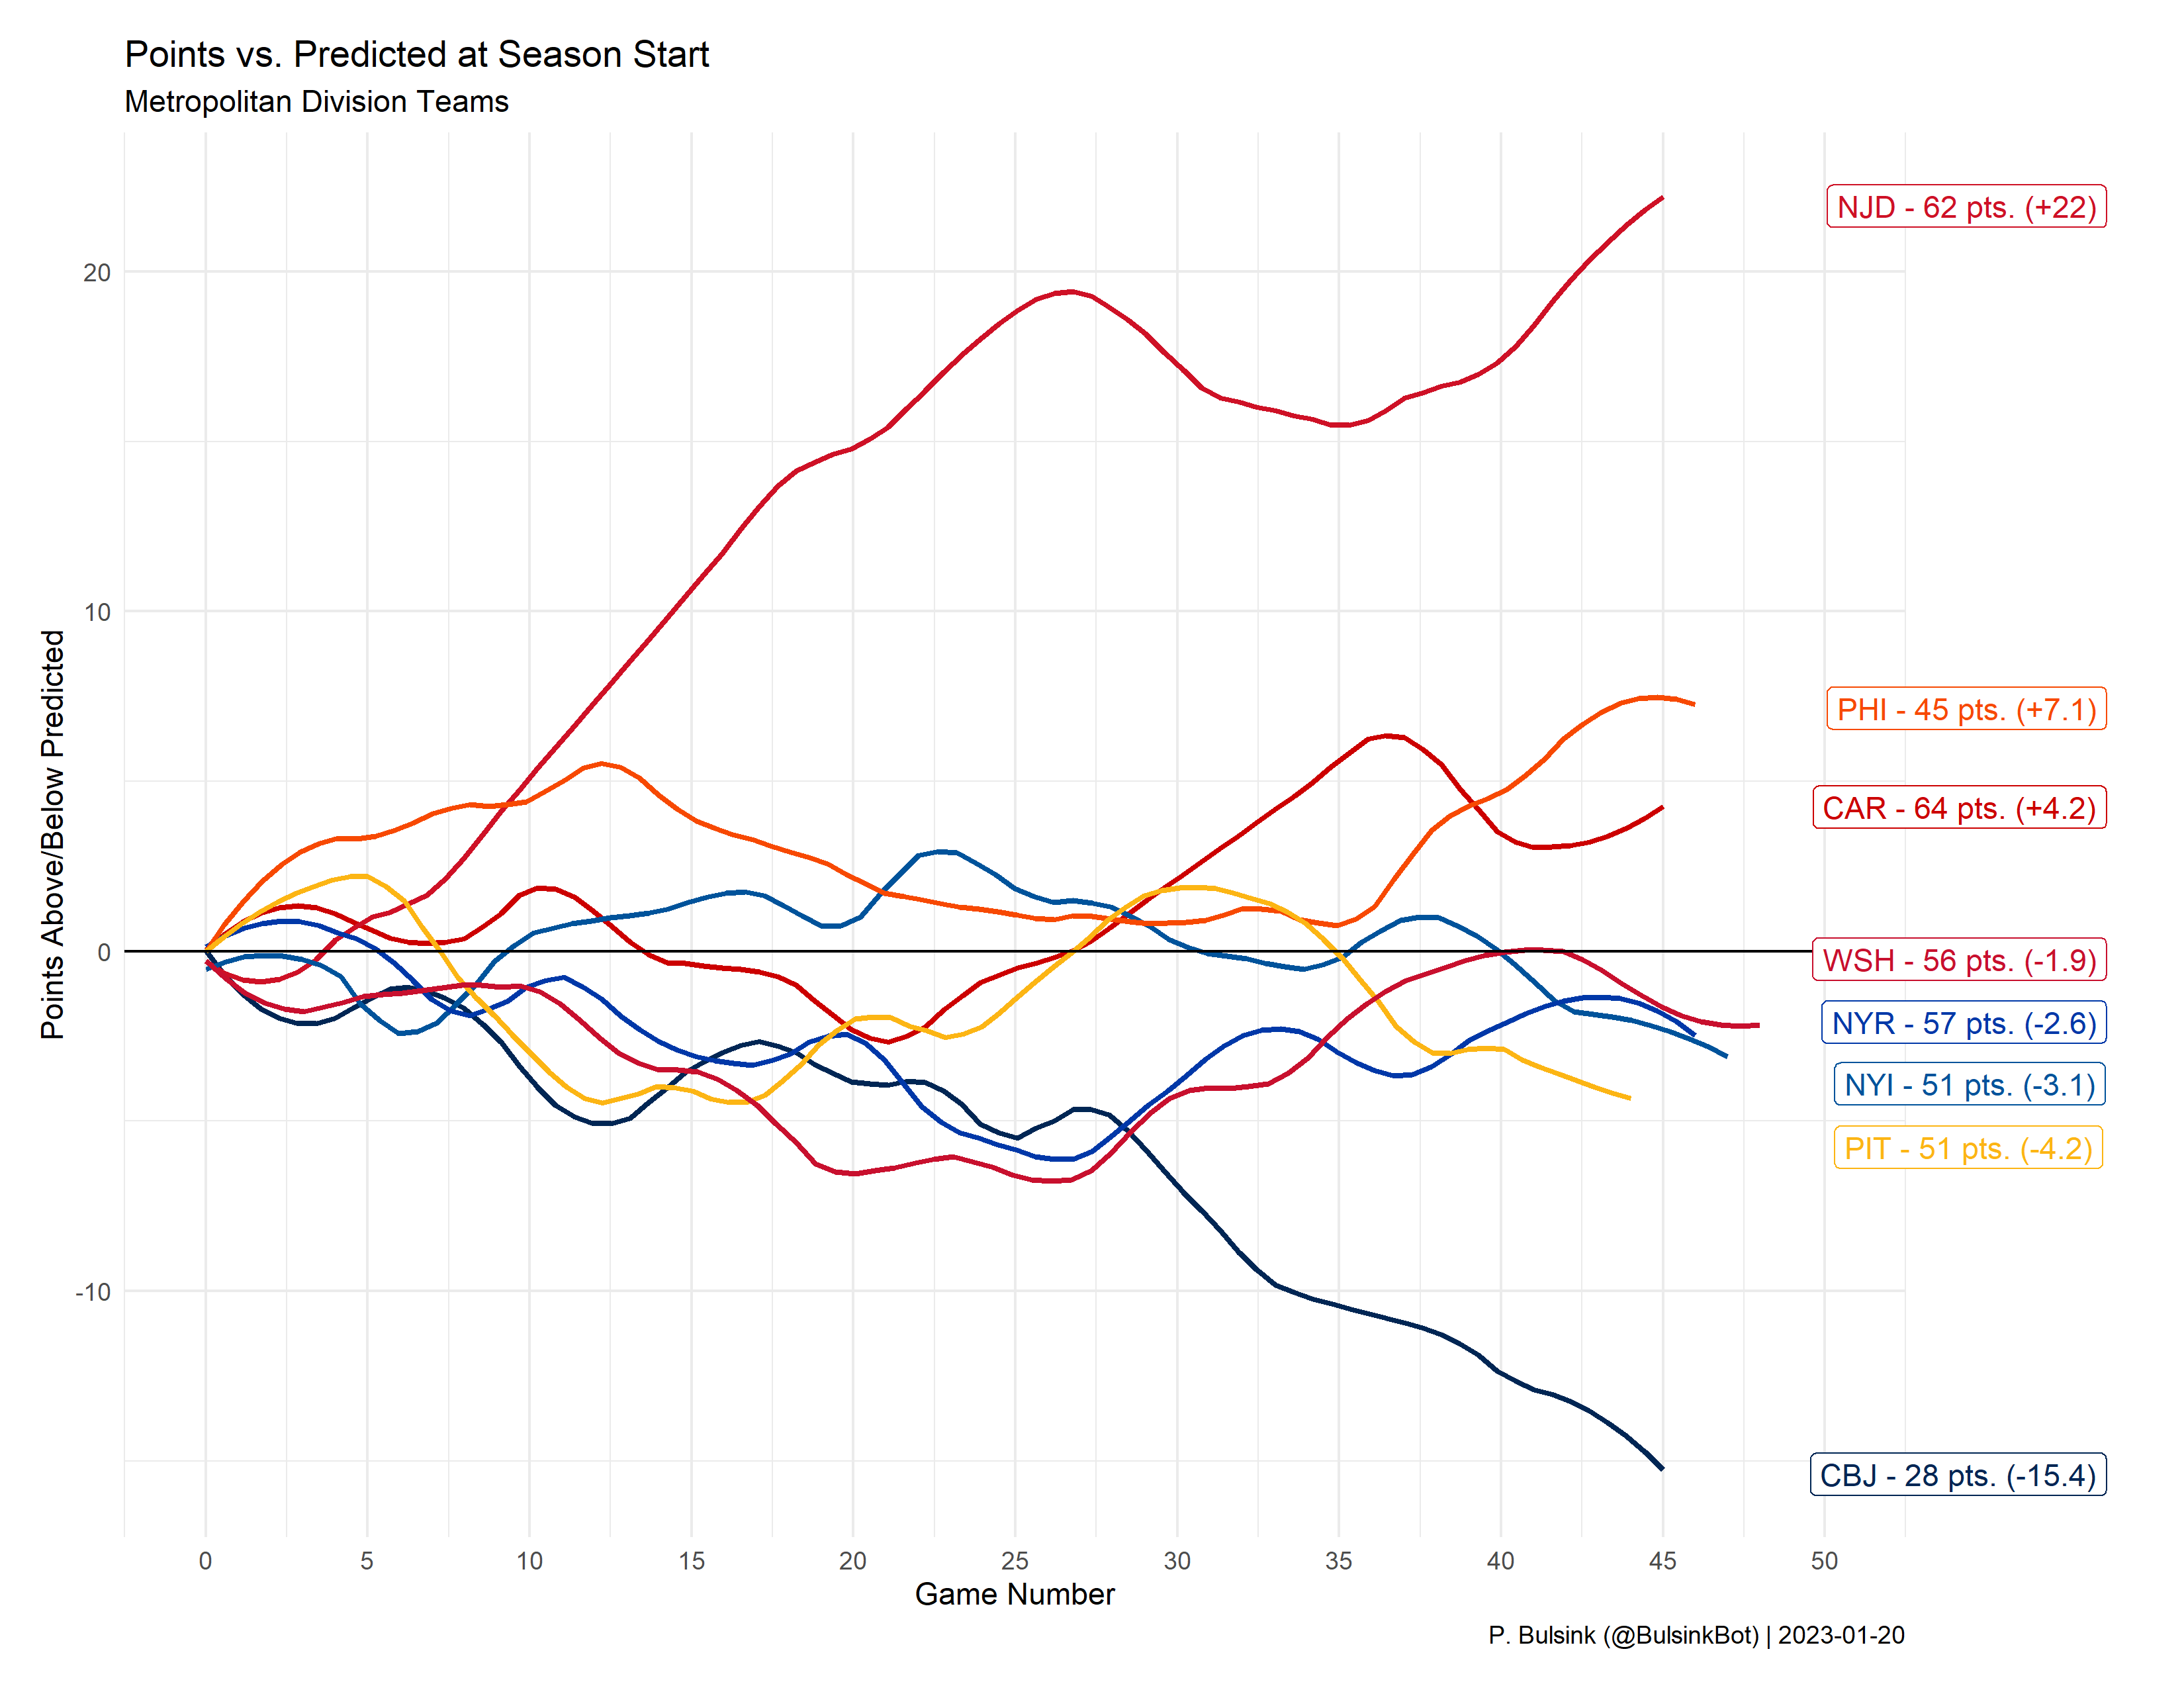 Points vs. Predicted at Season Start
Metropolitan Division Teams
Points Above/Below Predicted
20
10
0
-10
NJD - 62 pts. (+22)
PHI - 45 pts. (+7.1)
CAR - 64 pts. (+4.2)
WSH - 56 pts. (-1.9)
NYR - 57 pts. (-2.6)
NYI - 51 pts. (-3.1)
PIT - 51 pts. (-4.2)
CBJ - 28 pts. (-15.4)
0 5 10 15 20 25 30 35 40 45 50
Game Number
P. Bulsink (@BulsinkBot) | 2023-01-20